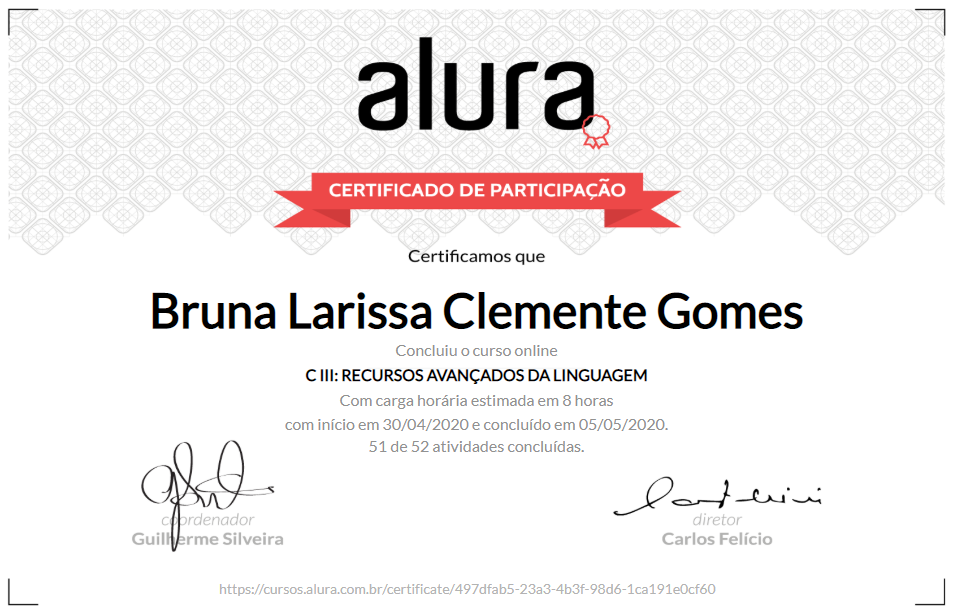 alura
CERTIFICADO DE PARTICIPAÇÃO
Certificamos que
Bruna Larissa Clemente Gomes
Concluiu o curso online
C III: RECURSOS AVANÇADOS DA LINGUAGEM
Com carga horária estimada em 8 horas
com início em 30/04/2020 e concluído em 05/05/2020.
51 de 52 atividades concluídas.
coordenador
Guilherme Silveira
diretor
Carlos Felício
https://cursos.alura.com.br/certificate/497dfab5-23a3-4b3f-98d6-1ca191e0cf60